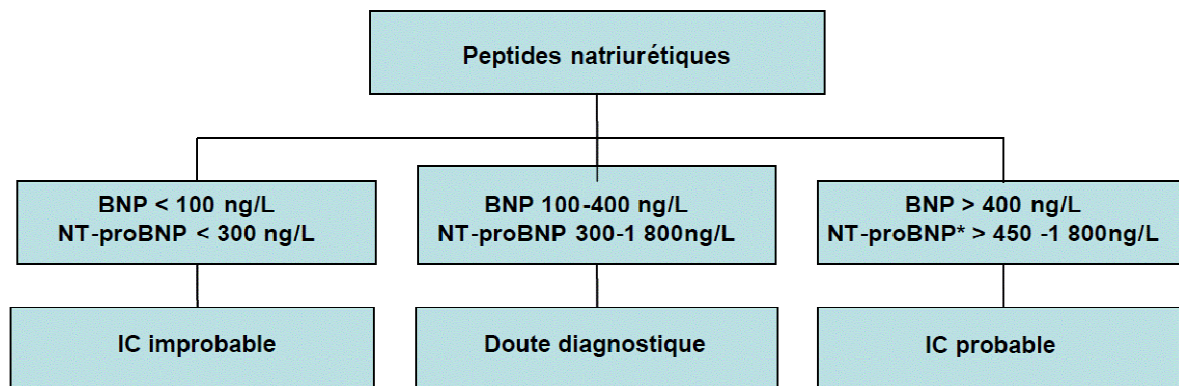 Peptides natriurétiques
BNP < 100 ng/L
NT-proBNP < 300 ng/L
BNP 100-400 ng/L
NT-proBNP 300-1 800ng/L
BNP > 400 ng/L
NT-proBNP* > 450 -1 800ng/L
IC improbable
Doute diagnostique
IC probable